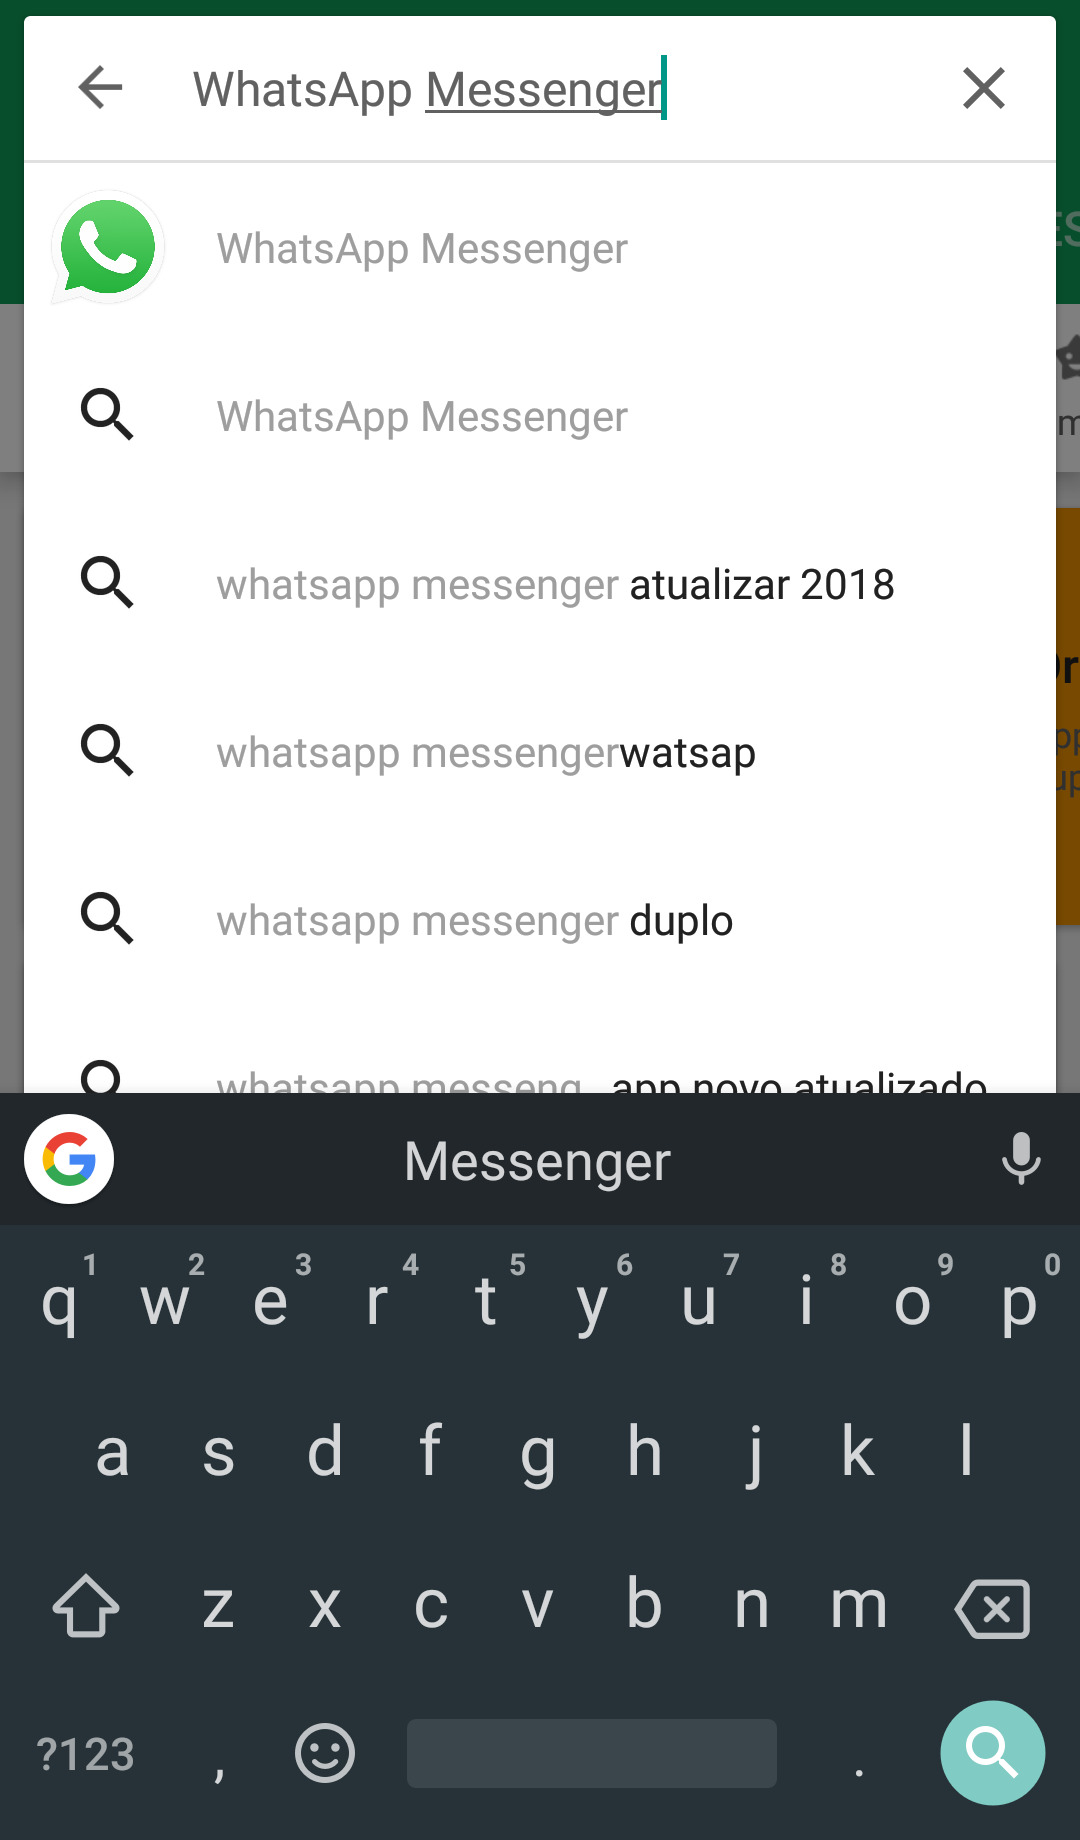 WhatsApp Messenger
WhatsApp Messenger
WhatsApp Messenger
whatsapp messenger atualizar 2018
whatsapp messengerwatsap
whatsapp messenger duplo
whatsapp messeng... app novo atualizado
Messenger
1 2 3 4 5 6 7 8 9 0
q w e r t y u i o p
a s d f g h j k l
z x c v b n m
?123 , .